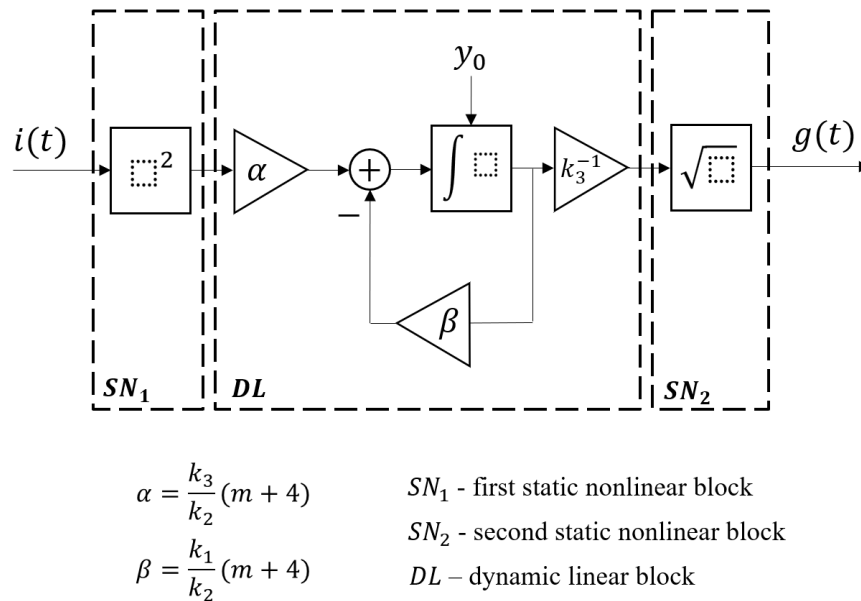 y₀
i(t)
□²
α
+
−
∫ □
k₃⁻¹
√□
g(t)
β
SN₁
DL
SN₂
α = k₃/k₂ (m + 4)
β = k₁/k₂ (m + 4)
SN₁ - first static nonlinear block
SN₂ - second static nonlinear block
DL – dynamic linear block